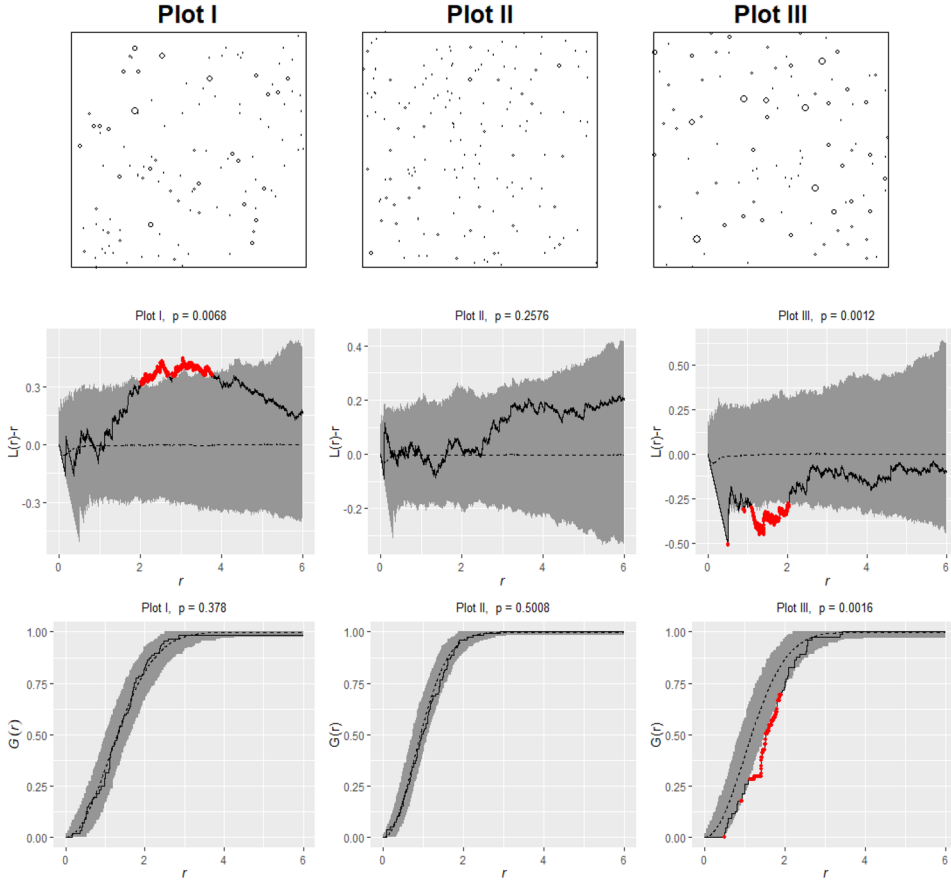 Plot I Plot II Plot III
Plot I, p = 0.0068 Plot II, p = 0.2576 Plot III, p = 0.0012
L(r)-r
0.3
0.0
-0.3
0 2 4 6
r
L(r)-r
0.4
0.2
0.0
-0.2
0 2 4 6
r
L(r)-r
0.50
0.25
0.00
-0.25
-0.50
0 2 4 6
r
Plot I, p = 0.378 Plot II, p = 0.5008 Plot III, p = 0.0016
G(r)
1.00
0.75
0.50
0.25
0.00
0 2 4 6
r
G(r)
1.00
0.75
0.50
0.25
0.00
0 2 4 6
r
G(r)
1.00
0.75
0.50
0.25
0.00
0 2 4 6
r